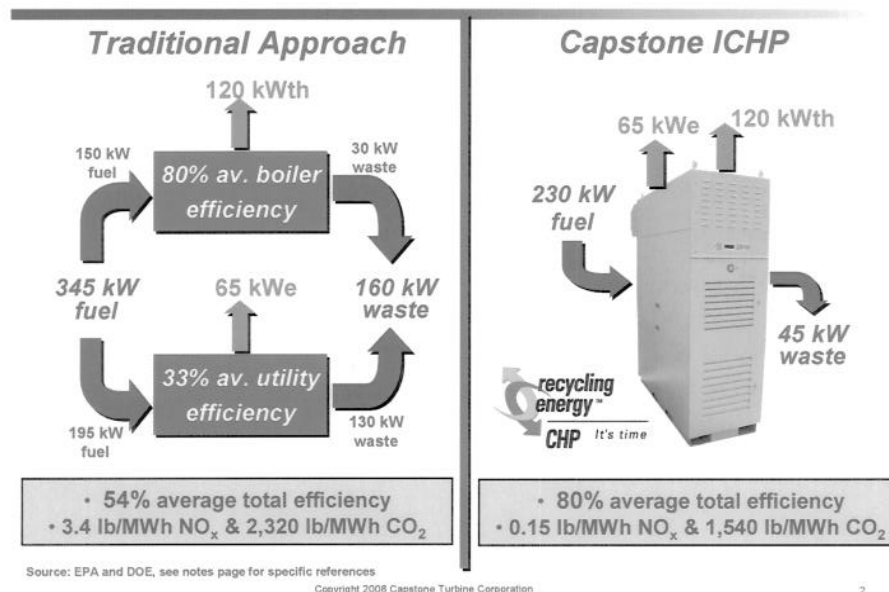 Traditional Approach
120 kWth
150 kW
fuel
80% av. boiler
efficiency
30 kW
waste
345 kW
fuel
65 kWe
160 kW
waste
33% av. utility
efficiency
195 kW
fuel
130 kW
waste
• 54% average total efficiency
• 3.4 lb/MWh NOₓ & 2,320 lb/MWh CO₂
Capstone ICHP
65 kWe
120 kWth
230 kW
fuel
45 kW
waste
recycling
energy™
CHP It's time
• 80% average total efficiency
• 0.15 lb/MWh NOₓ & 1,540 lb/MWh CO₂
Source: EPA and DOE, see notes page for specific references
Copyright 2008 Capstone Turbine Corporation
2